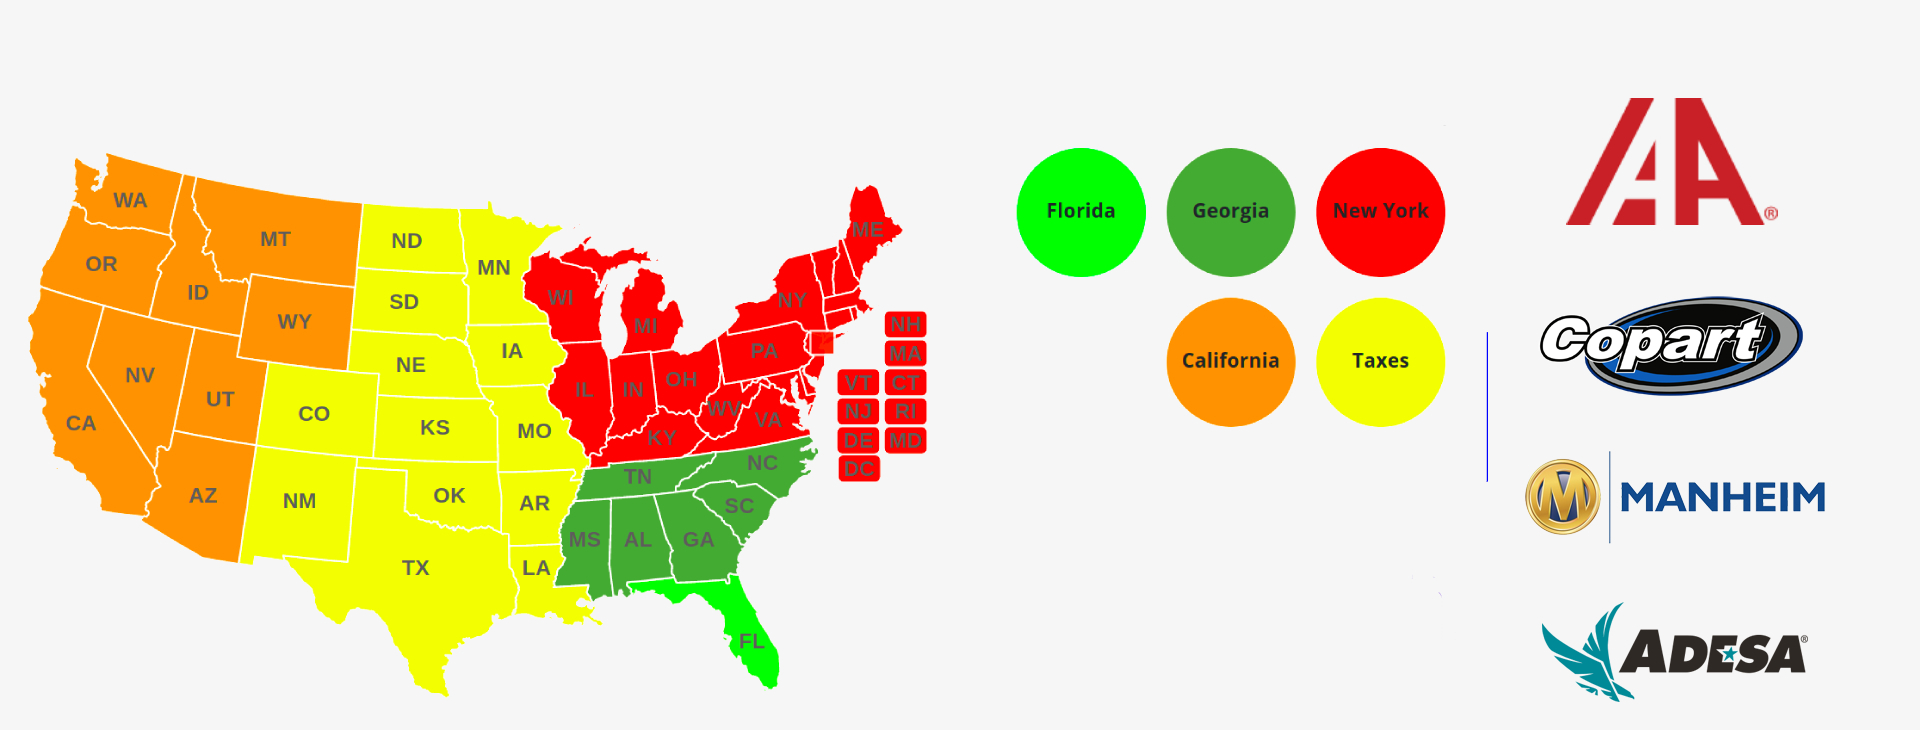 WA
OR
ID
MT
WY
NV
UT
CA
AZ
ND
SD
NE
CO
KS
NM
OK
TX
MN
IA
MO
AR
LA
WI
MI
IL
IN
OH
KY
WV
VA
PA
NY
ME
TN
NC
SC
MS
AL
GA
FL
NH
MA
VT CT
NJ RI
DE MD
DC
Florida
Georgia
New York
California
Taxes
IAA®
Copart
M MANHEIM
ADESA®